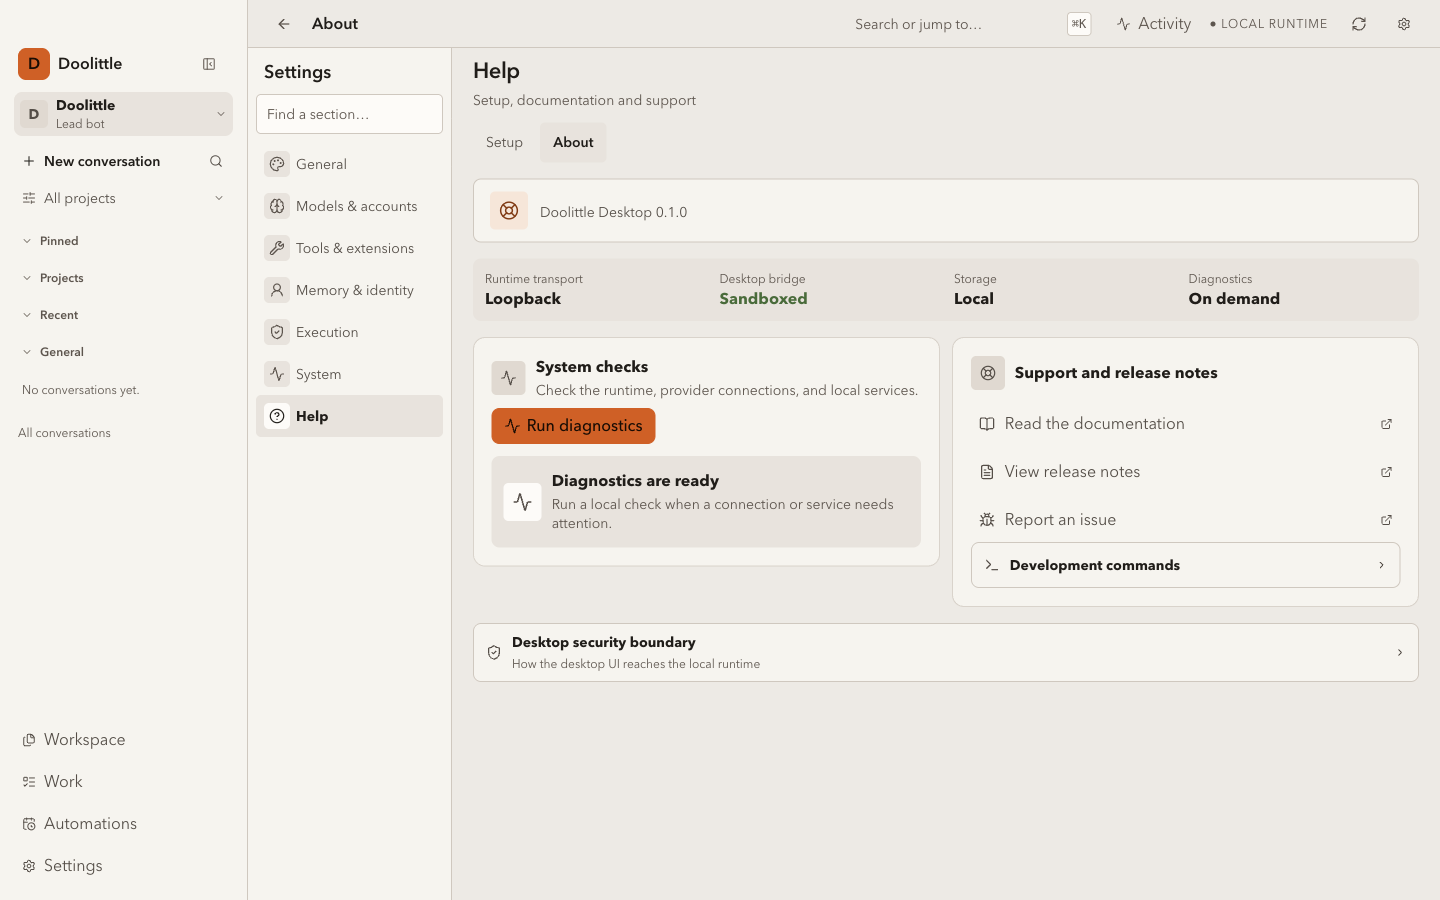 D
Doolittle
D
Doolittle
Lead bot
New conversation
All projects
Pinned
Projects
Recent
General
No conversations yet.
All conversations
Workspace
Work
Automations
Settings
About
Search or jump to…
⌘K
Activity
LOCAL RUNTIME
Settings
Find a section…
General
Models & accounts
Tools & extensions
Memory & identity
Execution
System
Help
Help
Setup, documentation and support
Setup
About
Doolittle Desktop 0.1.0
Runtime transport
Loopback
Desktop bridge
Sandboxed
Storage
Local
Diagnostics
On demand
System checks
Check the runtime, provider connections, and local services.
Run diagnostics
Diagnostics are ready
Run a local check when a connection or service needs
attention.
Support and release notes
Read the documentation
View release notes
Report an issue
Development commands
Desktop security boundary
How the desktop UI reaches the local runtime